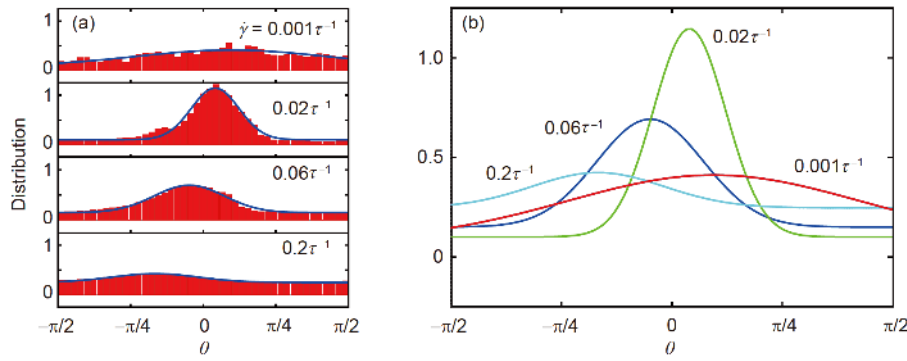 (a)
γ̇ = 0.001τ⁻¹
1
0
0.02τ⁻¹
1
0
0.06τ⁻¹
1
0
0.2τ⁻¹
1
0
Distribution
−π/2
−π/4
0
π/4
π/2
θ
(b)
0.02τ⁻¹
0.06τ⁻¹
0.2τ⁻¹
0.001τ⁻¹
1.0
0.5
0
−π/2
−π/4
0
π/4
π/2
θ